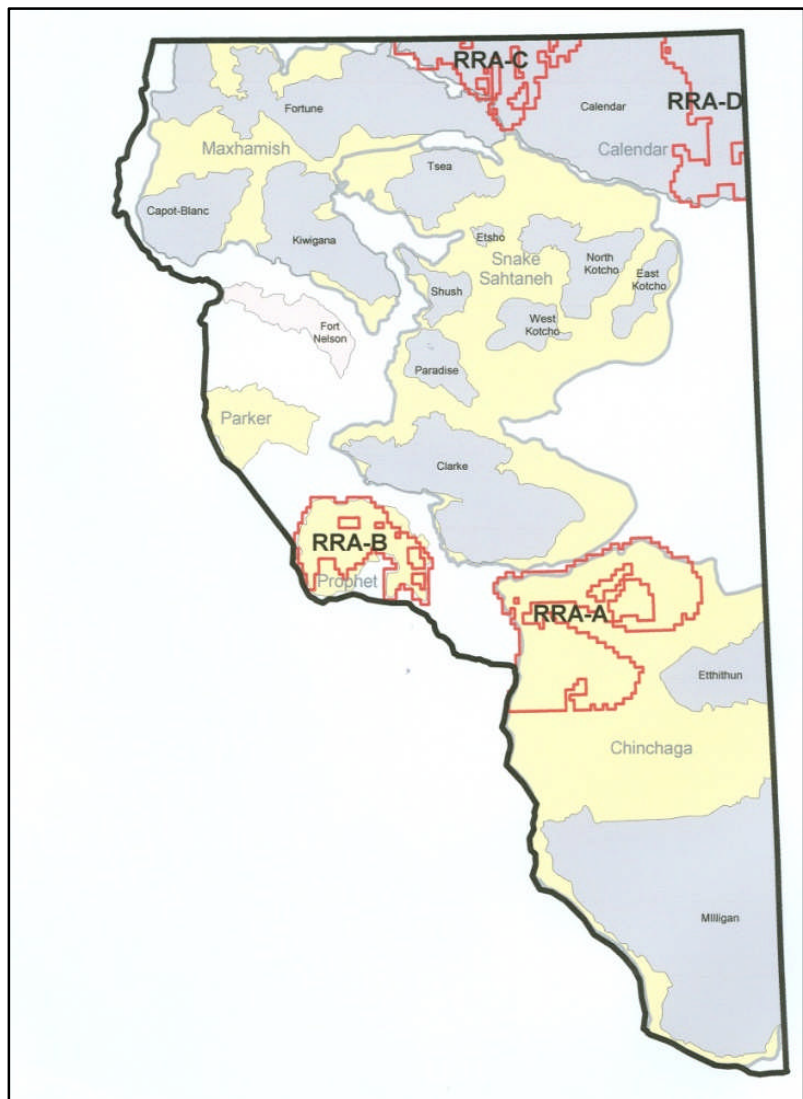 RRA-C
Fortune
Calendar
RRA-D
Maxhamish
Calendar
Tsea
Capot-Blanc
Kiwigana
Etsho
Snake
Sahtaneh
North
Kotcho
East
Kotcho
Shush
West
Kotcho
Fort
Nelson
Paradise
Parker
Clarke
RRA-B
Prophet
RRA-A
Etthithun
Chinchaga
Milligan